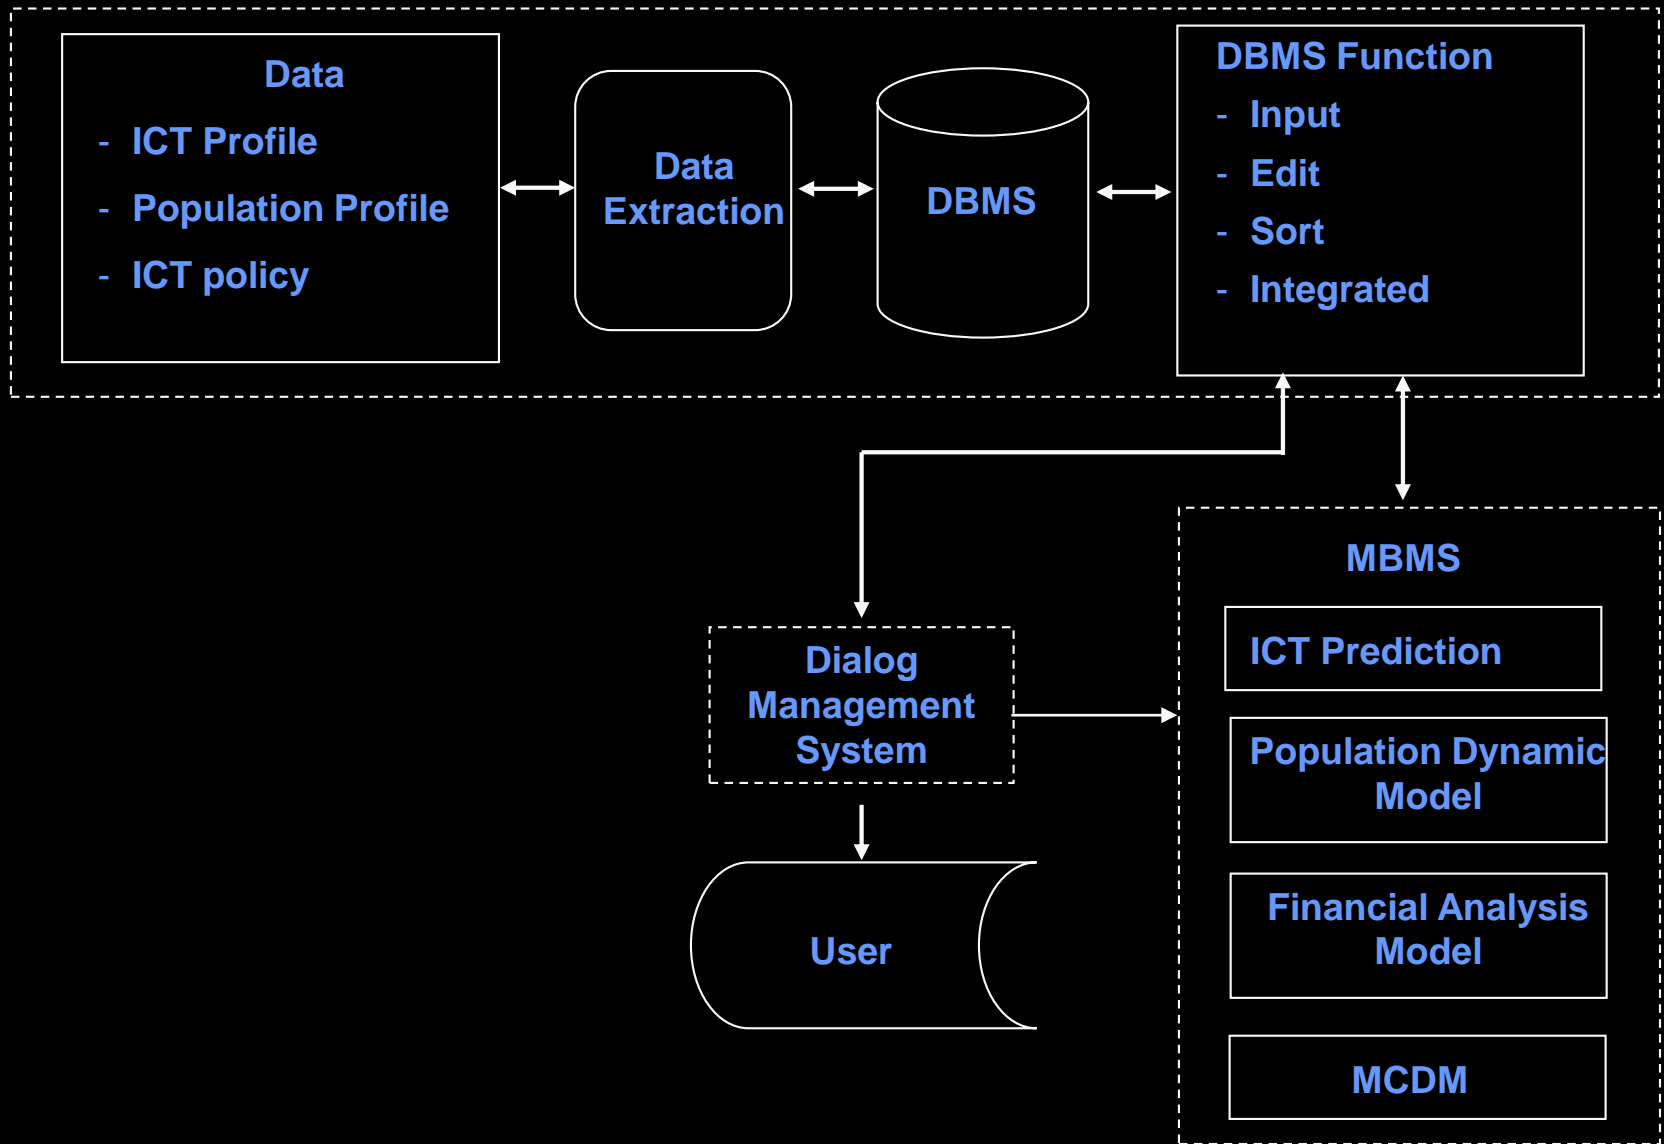 Data
- ICT Profile
- Population Profile
- ICT policy
Data
Extraction
DBMS
DBMS Function
- Input
- Edit
- Sort
- Integrated
MBMS
ICT Prediction
Population Dynamic
Model
Financial Analysis
Model
MCDM
Dialog
Management
System
User